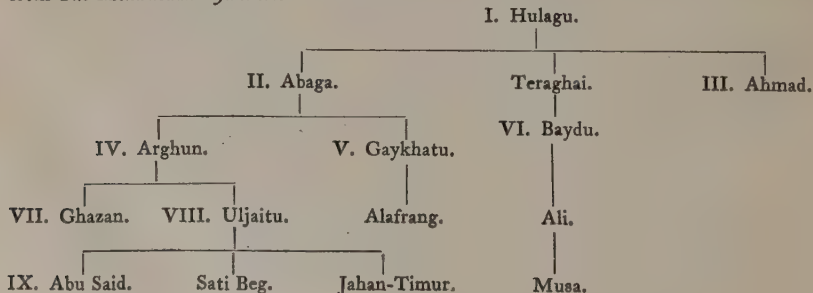 I. Hulagu.
II. Abaga. Teraghai. III. Ahmad.
VI. Baydu.
IV. Arghun. V. Gaykhatu.
VII. Ghazan. VIII. Uljaitu. Alafrang. Ali.
IX. Abu Said. Sati Beg. Jahan-Timur. Musa.